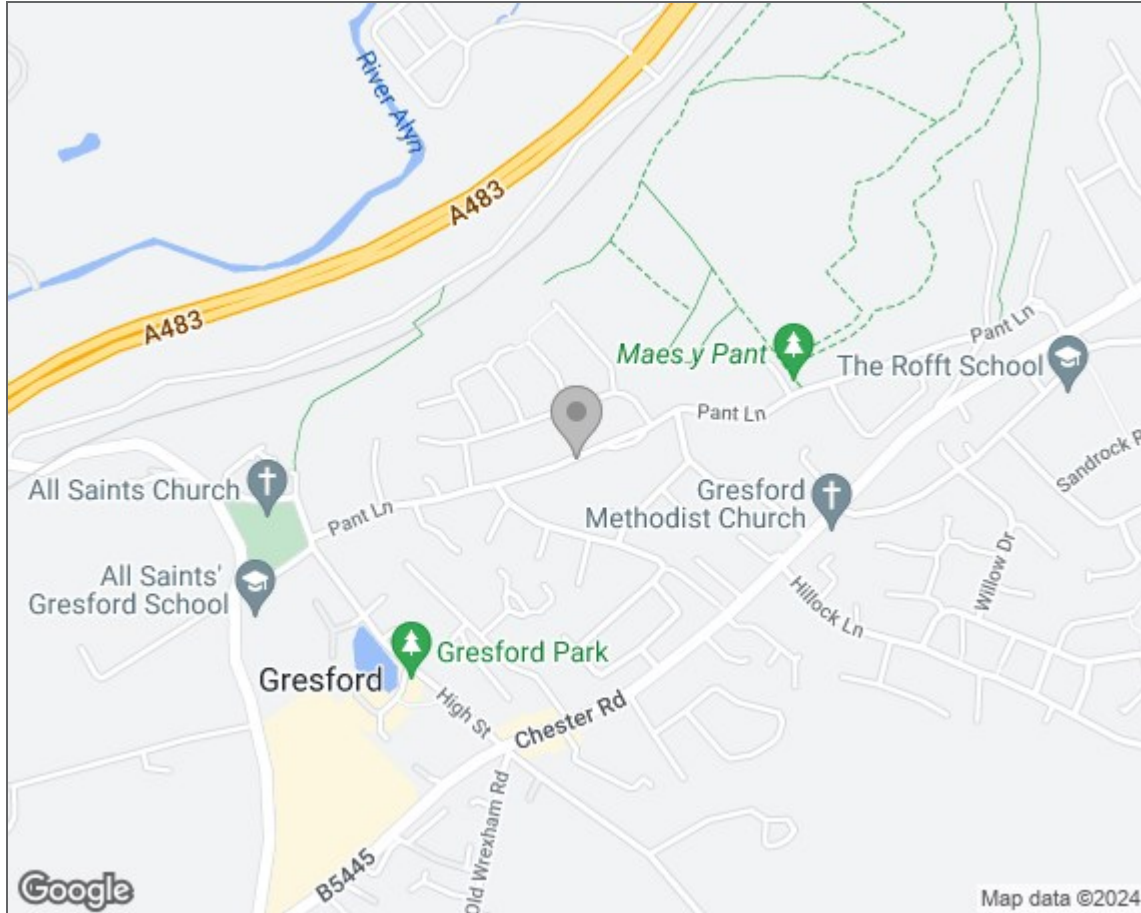 River Alyn
A483
A483
Maes y Pant
Pant Ln
The Rofft School
Pant Ln
Sandrock R
All Saints Church
Pant Ln
Gresford
Methodist Church
All Saints'
Gresford School
Willow Dr
Hillock Ln
Gresford Park
Gresford
High St
Chester Rd
Old Wrexham Rd
B5445
Google
Map data ©2024